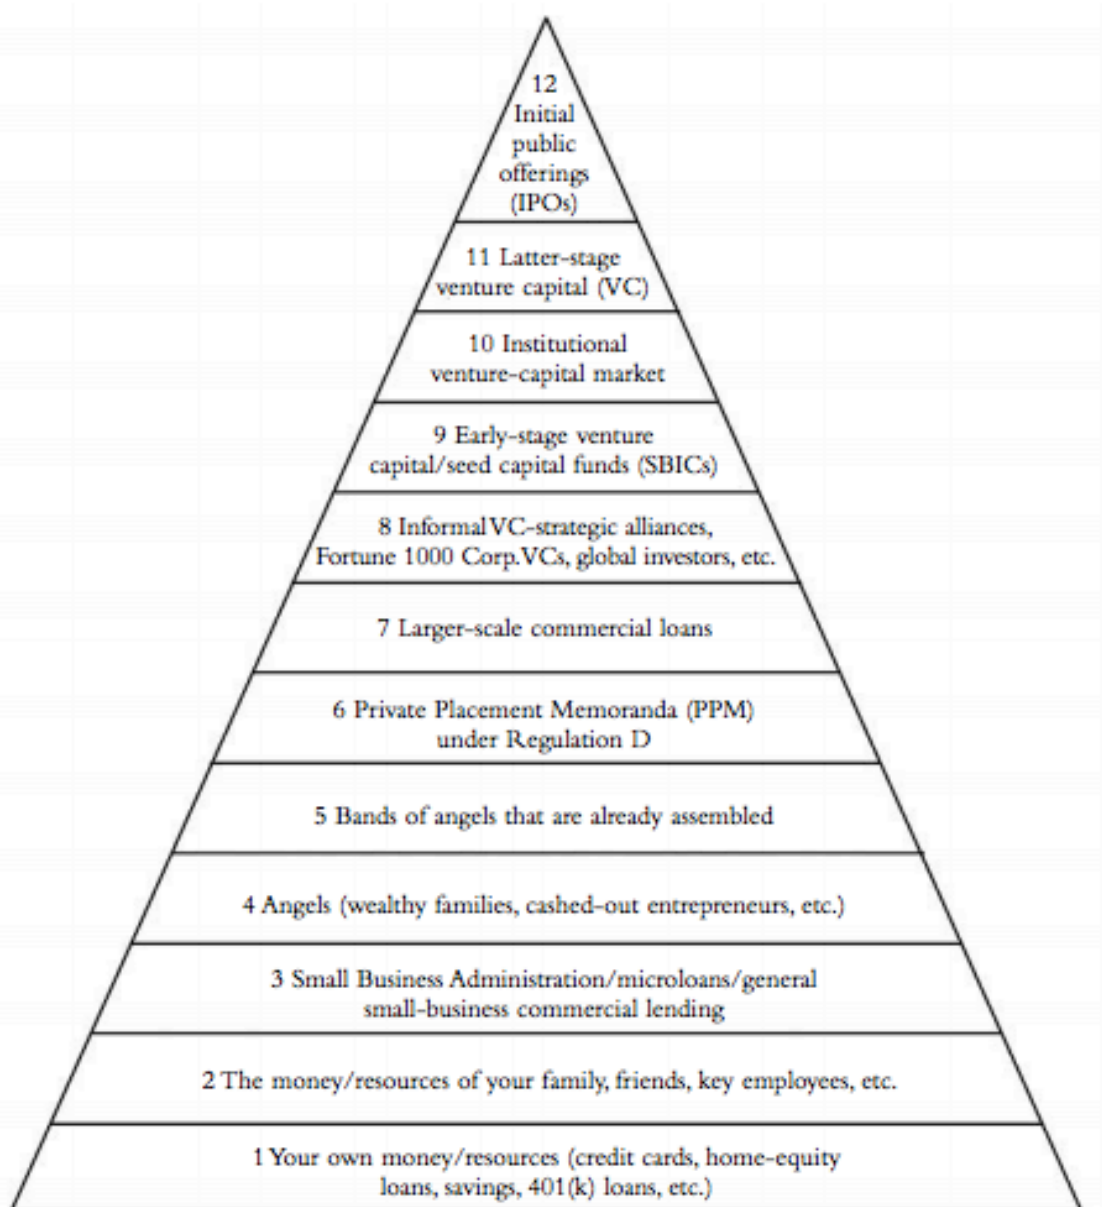 12
Initial
public
offerings
(IPOs)
11 Latter-stage
venture capital (VC)
10 Institutional
venture-capital market
9 Early-stage venture
capital/seed capital funds (SBICs)
8 Informal VC-strategic alliances,
Fortune 1000 Corp. VCs, global investors, etc.
7 Larger-scale commercial loans
6 Private Placement Memoranda (PPM)
under Regulation D
5 Bands of angels that are already assembled
4 Angels (wealthy families, cashed-out entrepreneurs, etc.)
3 Small Business Administration/microloans/general
small-business commercial lending
2 The money/resources of your family, friends, key employees, etc.
1 Your own money/resources (credit cards, home-equity
loans, savings, 401(k) loans, etc.)